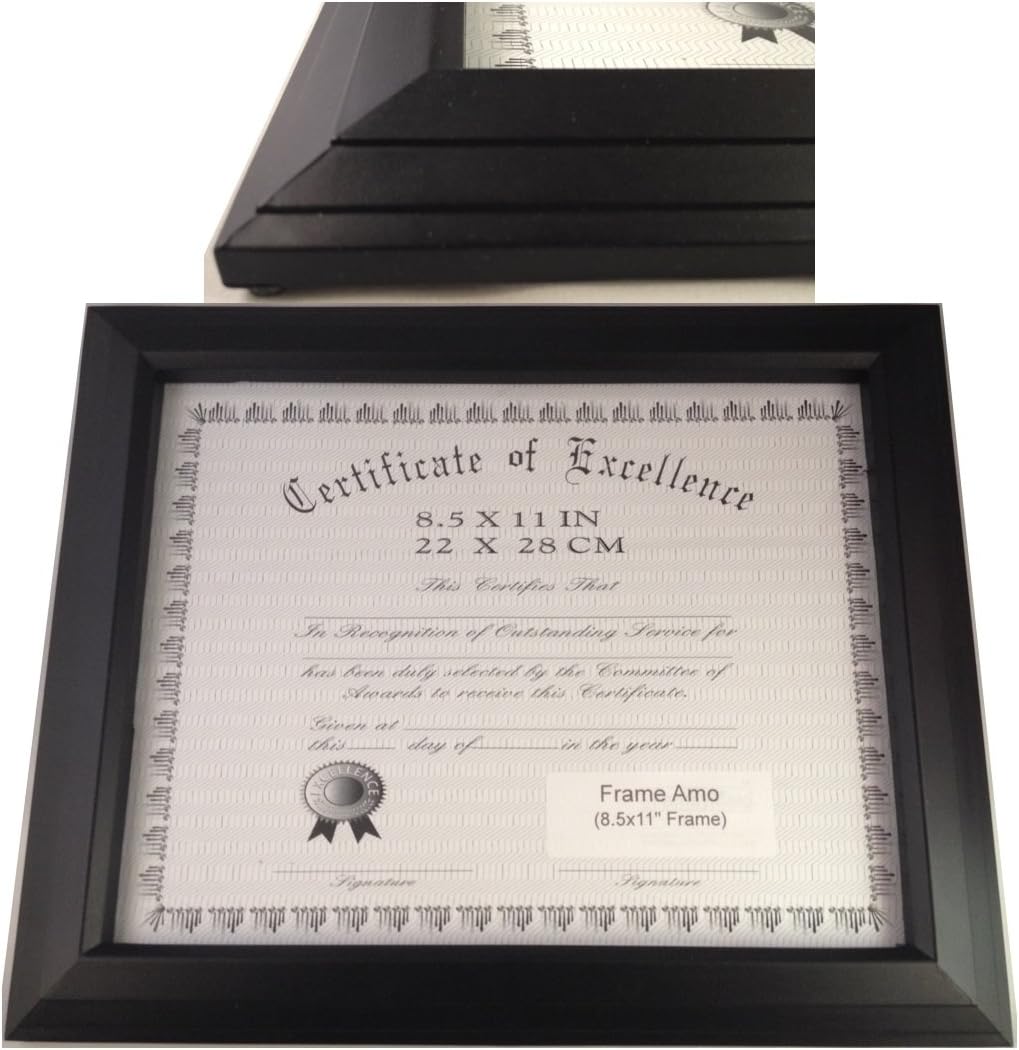 Certificate of Excellence
8.5 X 11 IN
22 X 28 CM
This Certifies That
In Recognition of Outstanding Service for
has been duly selected by the Committee of
Awards to receive this Certificate.
Given at
this day of in the year
EXCELLENCE
Frame Amo
(8.5x11" Frame)
Signature Signature